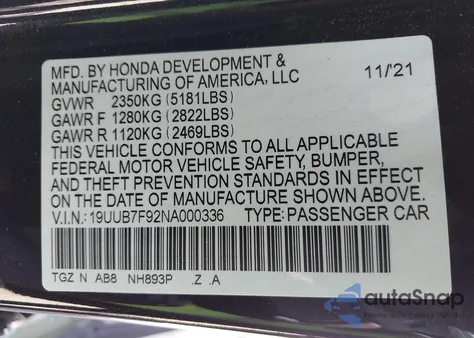 MFD. BY HONDA DEVELOPMENT &
MANUFACTURING OF AMERICA, LLC 11/21
GVWR 2350KG (5181LBS)
GAWR F 1280KG (2822LBS)
GAWR R 1120KG (2469LBS)
THIS VEHICLE CONFORMS TO ALL APPLICABLE
FEDERAL MOTOR VEHICLE SAFETY, BUMPER,
AND THEFT PREVENTION STANDARDS IN EFFECT
ON THE DATE OF MANUFACTURE SHOWN ABOVE.
V.I.N.: 19UUB7F92NA000336 TYPE: PASSENGER CAR
TGZ N AB8 NH893P .Z .A
autoSnap